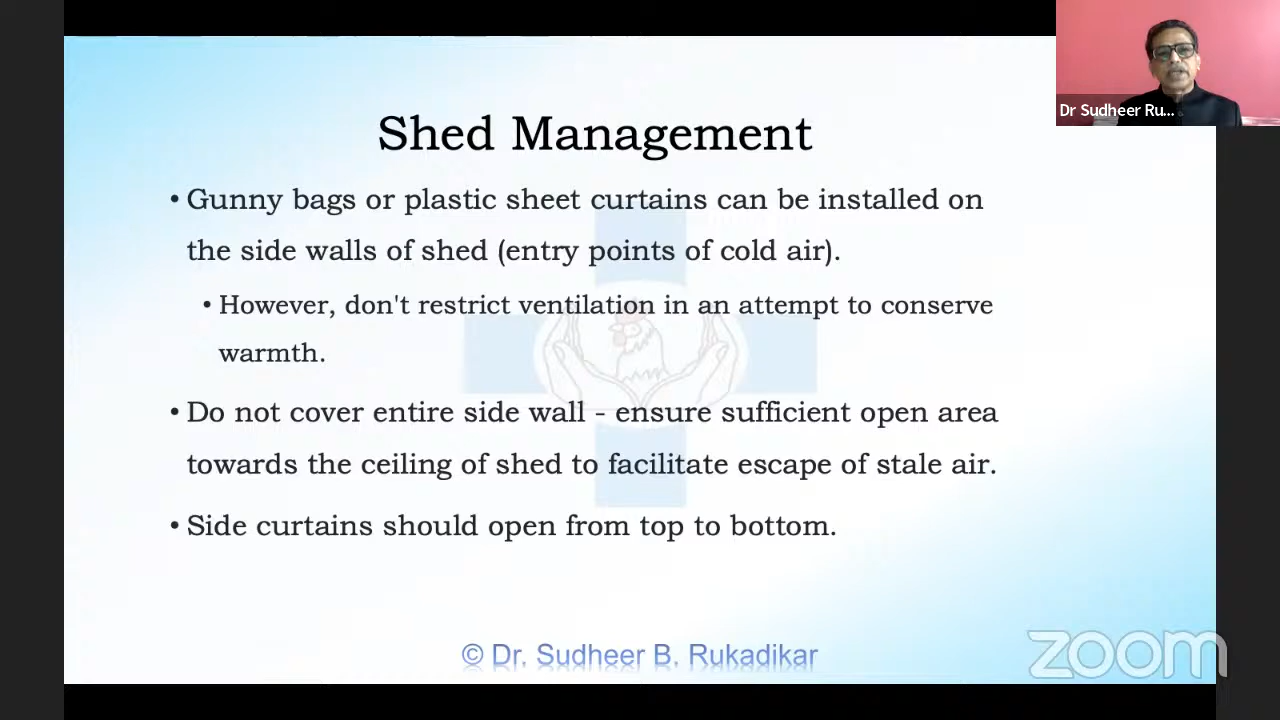 Dr Sudheer Ru...
Shed Management
• Gunny bags or plastic sheet curtains can be installed on
the side walls of shed (entry points of cold air).
• However, don't restrict ventilation in an attempt to conserve
warmth.
• Do not cover entire side wall - ensure sufficient open area
towards the ceiling of shed to facilitate escape of stale air.
• Side curtains should open from top to bottom.
© Dr. Sudheer B. Rukadikar
zoom